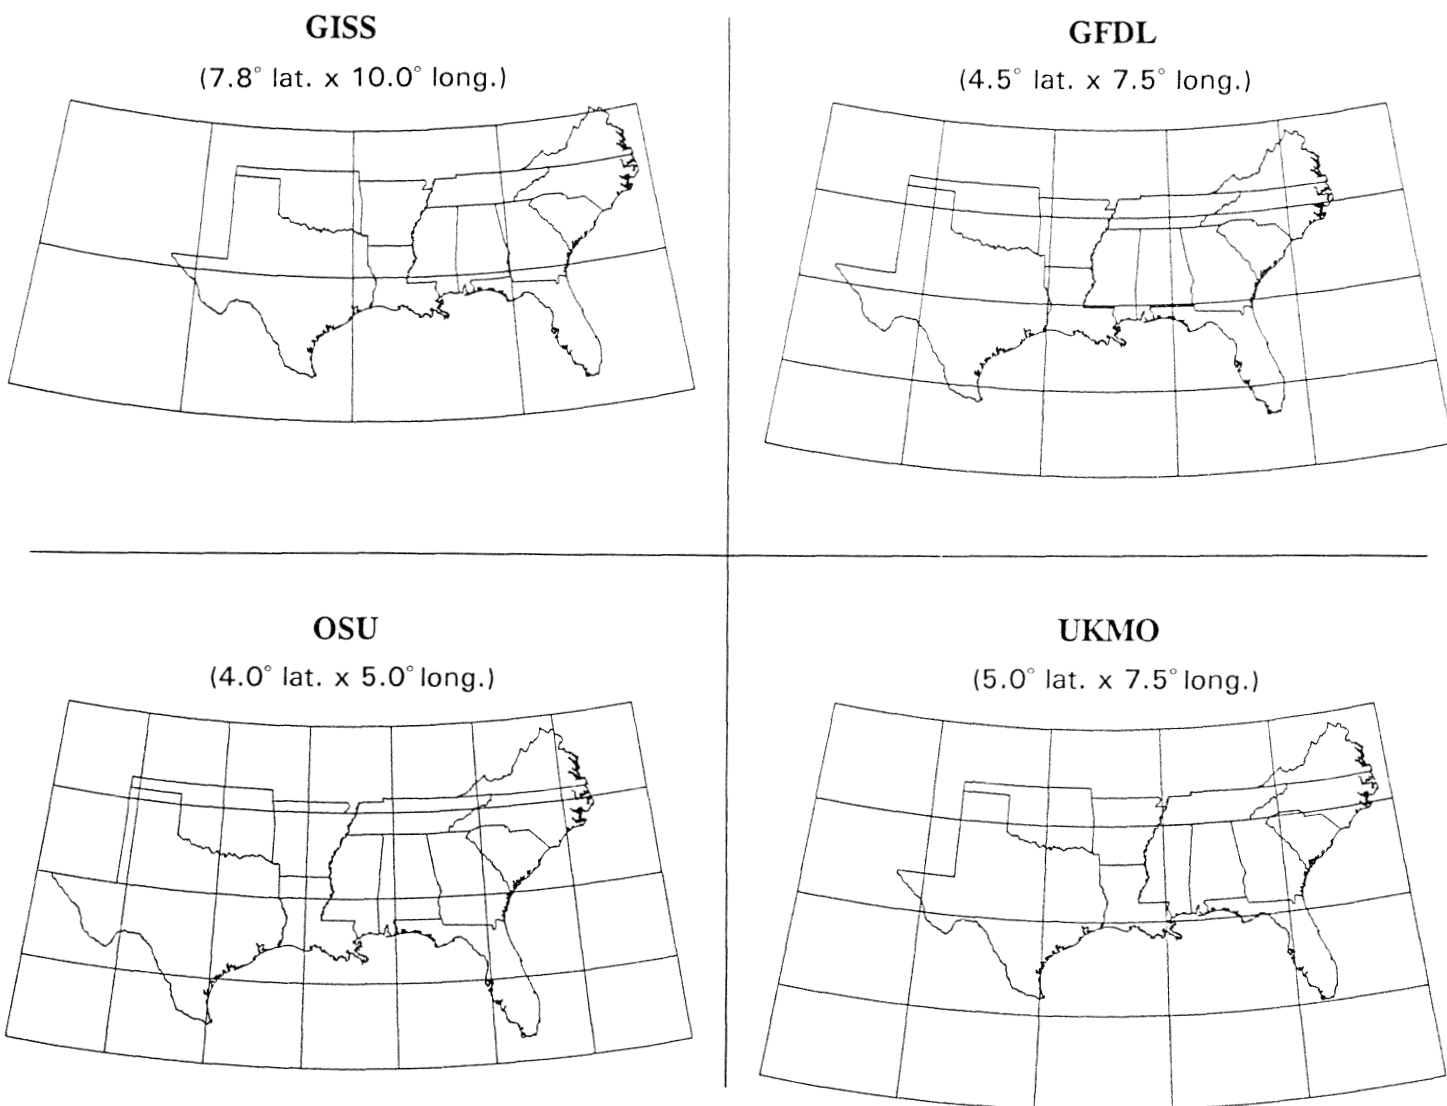 GISS
(7.8° lat. x 10.0° long.)
GFDL
(4.5° lat. x 7.5° long.)
OSU
(4.0° lat. x 5.0° long.)
UKMO
(5.0° lat. x 7.5° long.)